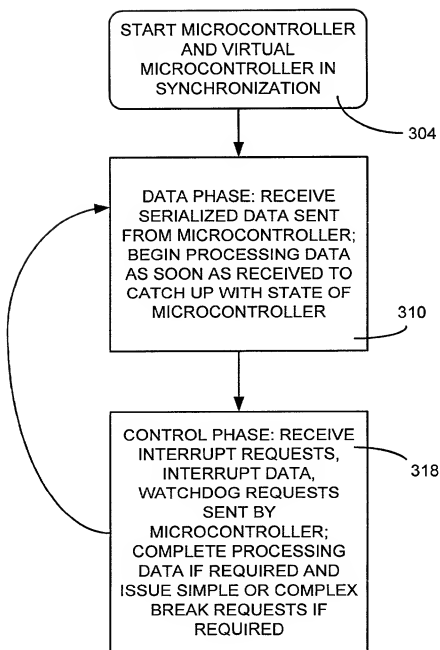 START MICROCONTROLLER
AND VIRTUAL
MICROCONTROLLER IN
SYNCHRONIZATION
304
DATA PHASE: RECEIVE
SERIALIZED DATA SENT
FROM MICROCONTROLLER;
BEGIN PROCESSING DATA
AS SOON AS RECEIVED TO
CATCH UP WITH STATE OF
MICROCONTROLLER
310
CONTROL PHASE: RECEIVE
INTERRUPT REQUESTS,
INTERRUPT DATA,
WATCHDOG REQUESTS
SENT BY
MICROCONTROLLER;
COMPLETE PROCESSING
DATA IF REQUIRED AND
ISSUE SIMPLE OR COMPLEX
BREAK REQUESTS IF
REQUIRED
318